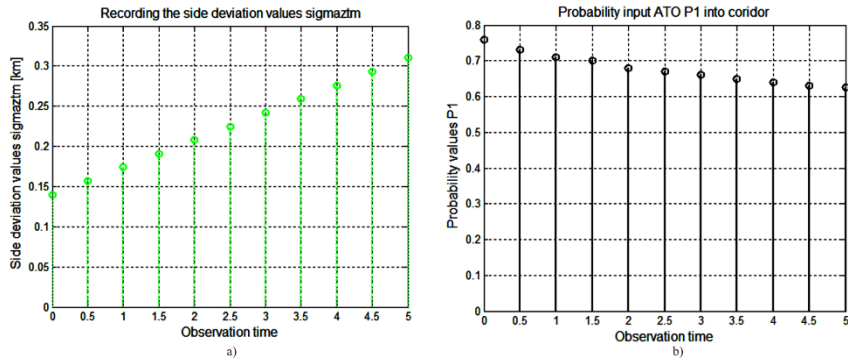 Recording the side deviation values sigmaztm
Side deviation values sigmaztm [km]
0.35
0.3
0.25
0.2
0.15
0.1
0.05
0
0 0.5 1 1.5 2 2.5 3 3.5 4 4.5 5
Observation time
a)
Probability input ATO P1 into coridor
Probability values P1
0.8
0.7
0.6
0.5
0.4
0.3
0.2
0.1
0
0 0.5 1 1.5 2 2.5 3 3.5 4 4.5 5
Observation time
b)